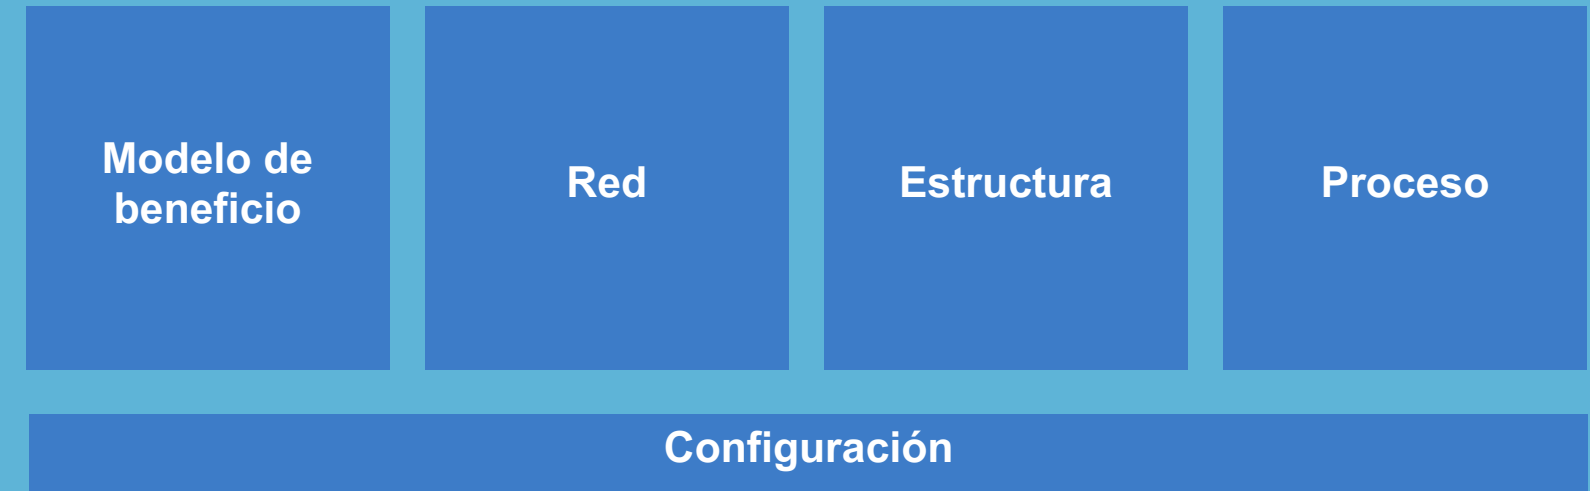 Modelo de
beneficio
Red
Estructura
Proceso
Configuración